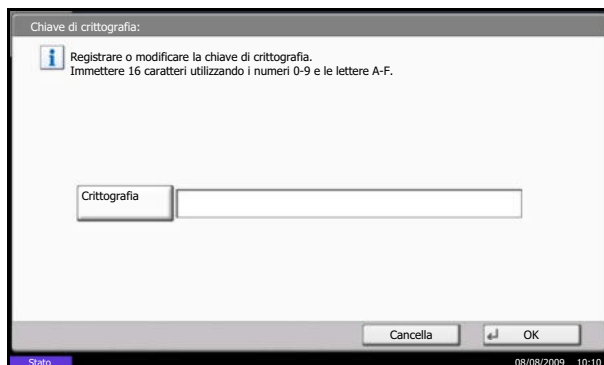 Chiave di crittografia:
Registrare o modificare la chiave di crittografia.
Immettere 16 caratteri utilizzando i numeri 0-9 e le lettere A-F.
Crittografia
Cancella
OK
Stato
08/08/2009 10:10